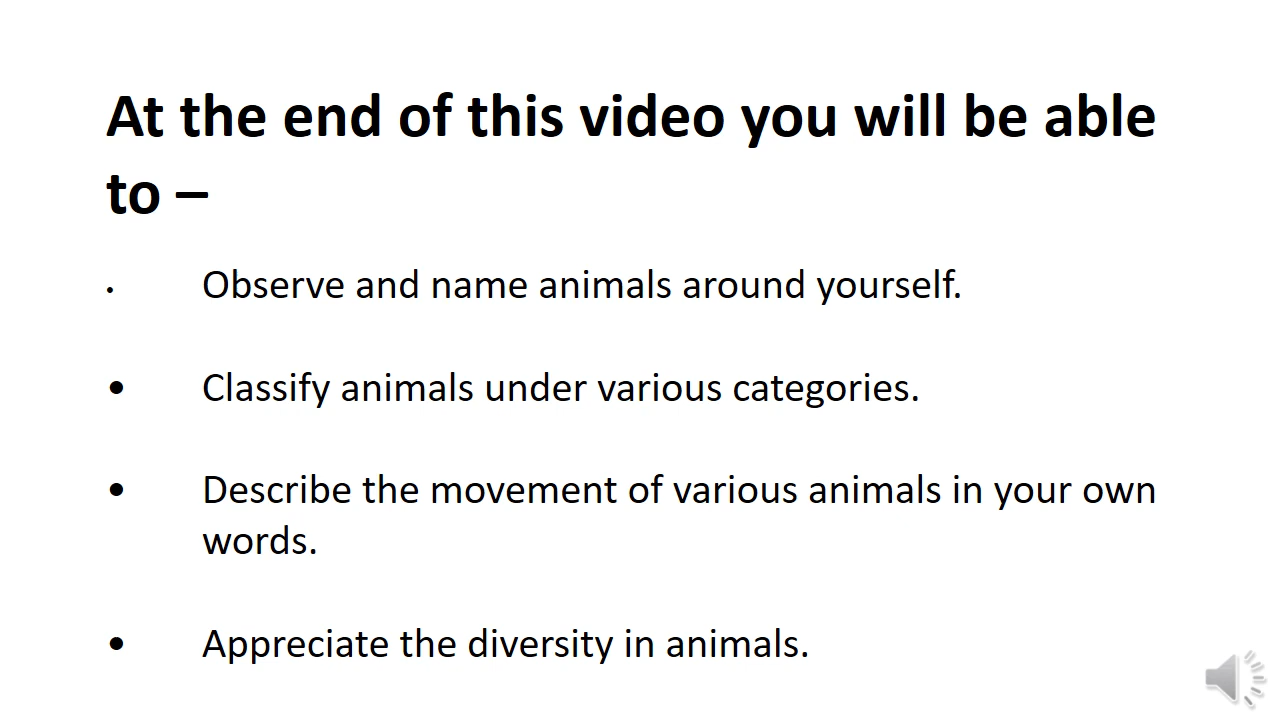 At the end of this video you will be able
to –
• Observe and name animals around yourself.
• Classify animals under various categories.
• Describe the movement of various animals in your own
words.
• Appreciate the diversity in animals.